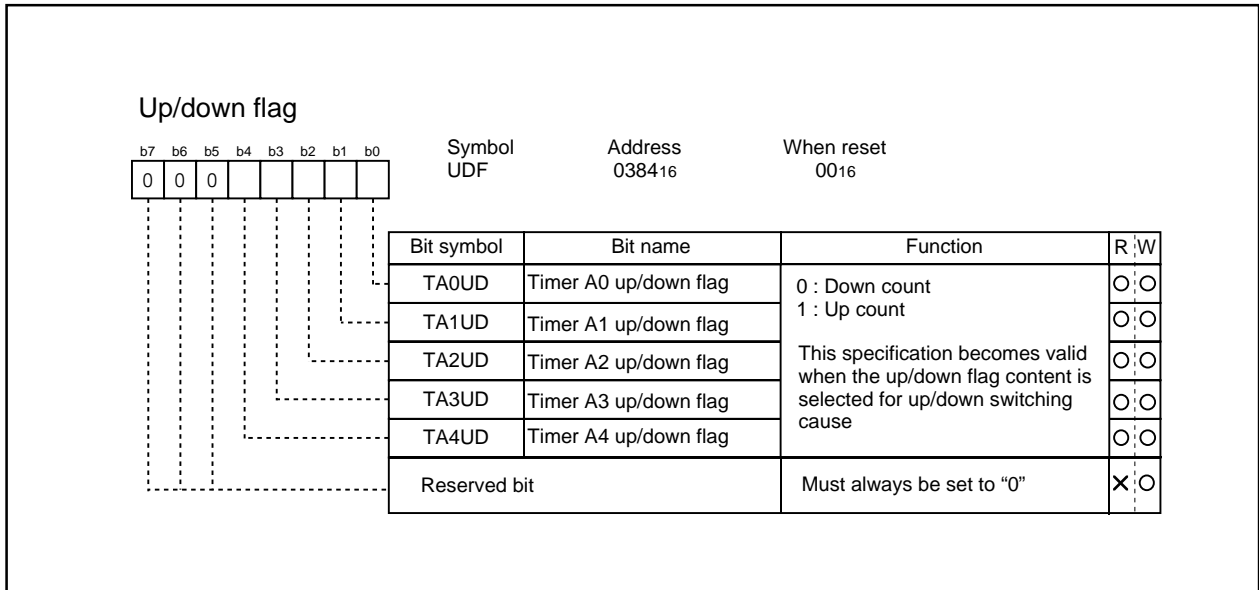 Up/down flag
b7 b6 b5 b4 b3 b2 b1 b0
Symbol Address When reset
UDF 038416 0016
0 0 0
Bit symbol Bit name Function R W
TA0UD Timer A0 up/down flag
TA1UD Timer A1 up/down flag
TA2UD Timer A2 up/down flag
TA3UD Timer A3 up/down flag
TA4UD Timer A4 up/down flag
0 : Down count
1 : Up count
This specification becomes valid
when the up/down flag content is
selected for up/down switching
cause
Reserved bit Must always be set to “0”